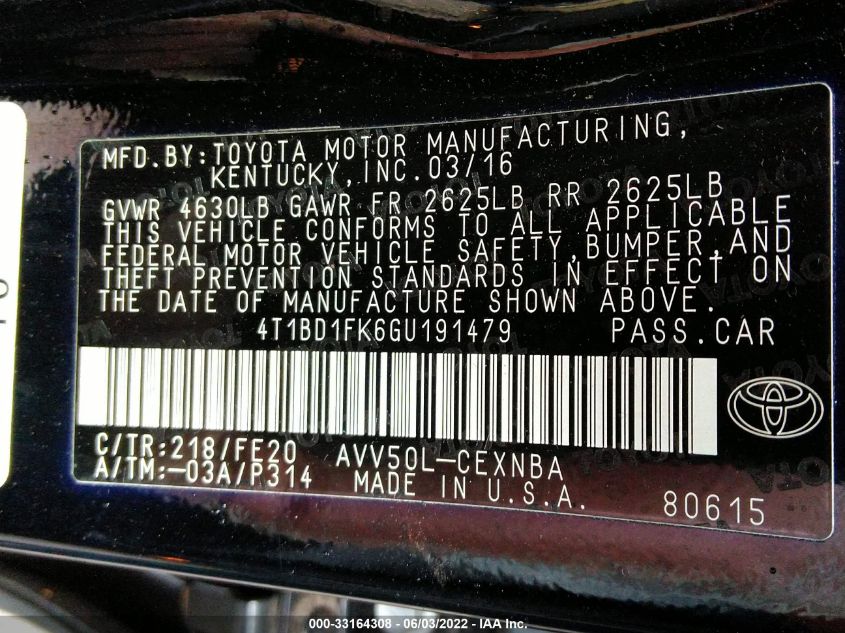 MFD.BY:TOYOTA MOTOR MANUFACTURING,
KENTUCKY,INC.03/16
GVWR 4630LB GAWR FR 2625LB RR 2625LB
THIS VEHICLE CONFORMS TO ALL APPLICABLE
FEDERAL MOTOR VEHICLE SAFETY,BUMPER,AND
THEFT PREVENTION STANDARDS IN EFFECT ON
THE DATE OF MANUFACTURE SHOWN ABOVE.
4T1BD1FK6GU191479 PASS.CAR
C/TR:218/FE20 AVV50L-CEXNBA
A/TM:-03A/P314 MADE IN U.S.A.
80615
000-33164308 - 06/03/2022 - IAA Inc.